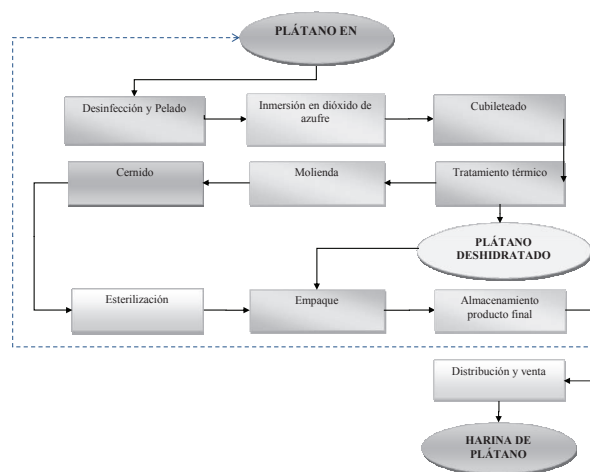 PLÁTANO EN
Desinfección y Pelado
Inmersión en dióxido de
azufre
Cubileteado
Cernido
Molienda
Tratamiento térmico
PLÁTANO
DESHIDRATADO
Esterilización
Empaque
Almacenamiento
producto final
Distribución y venta
HARINA DE
PLÁTANO